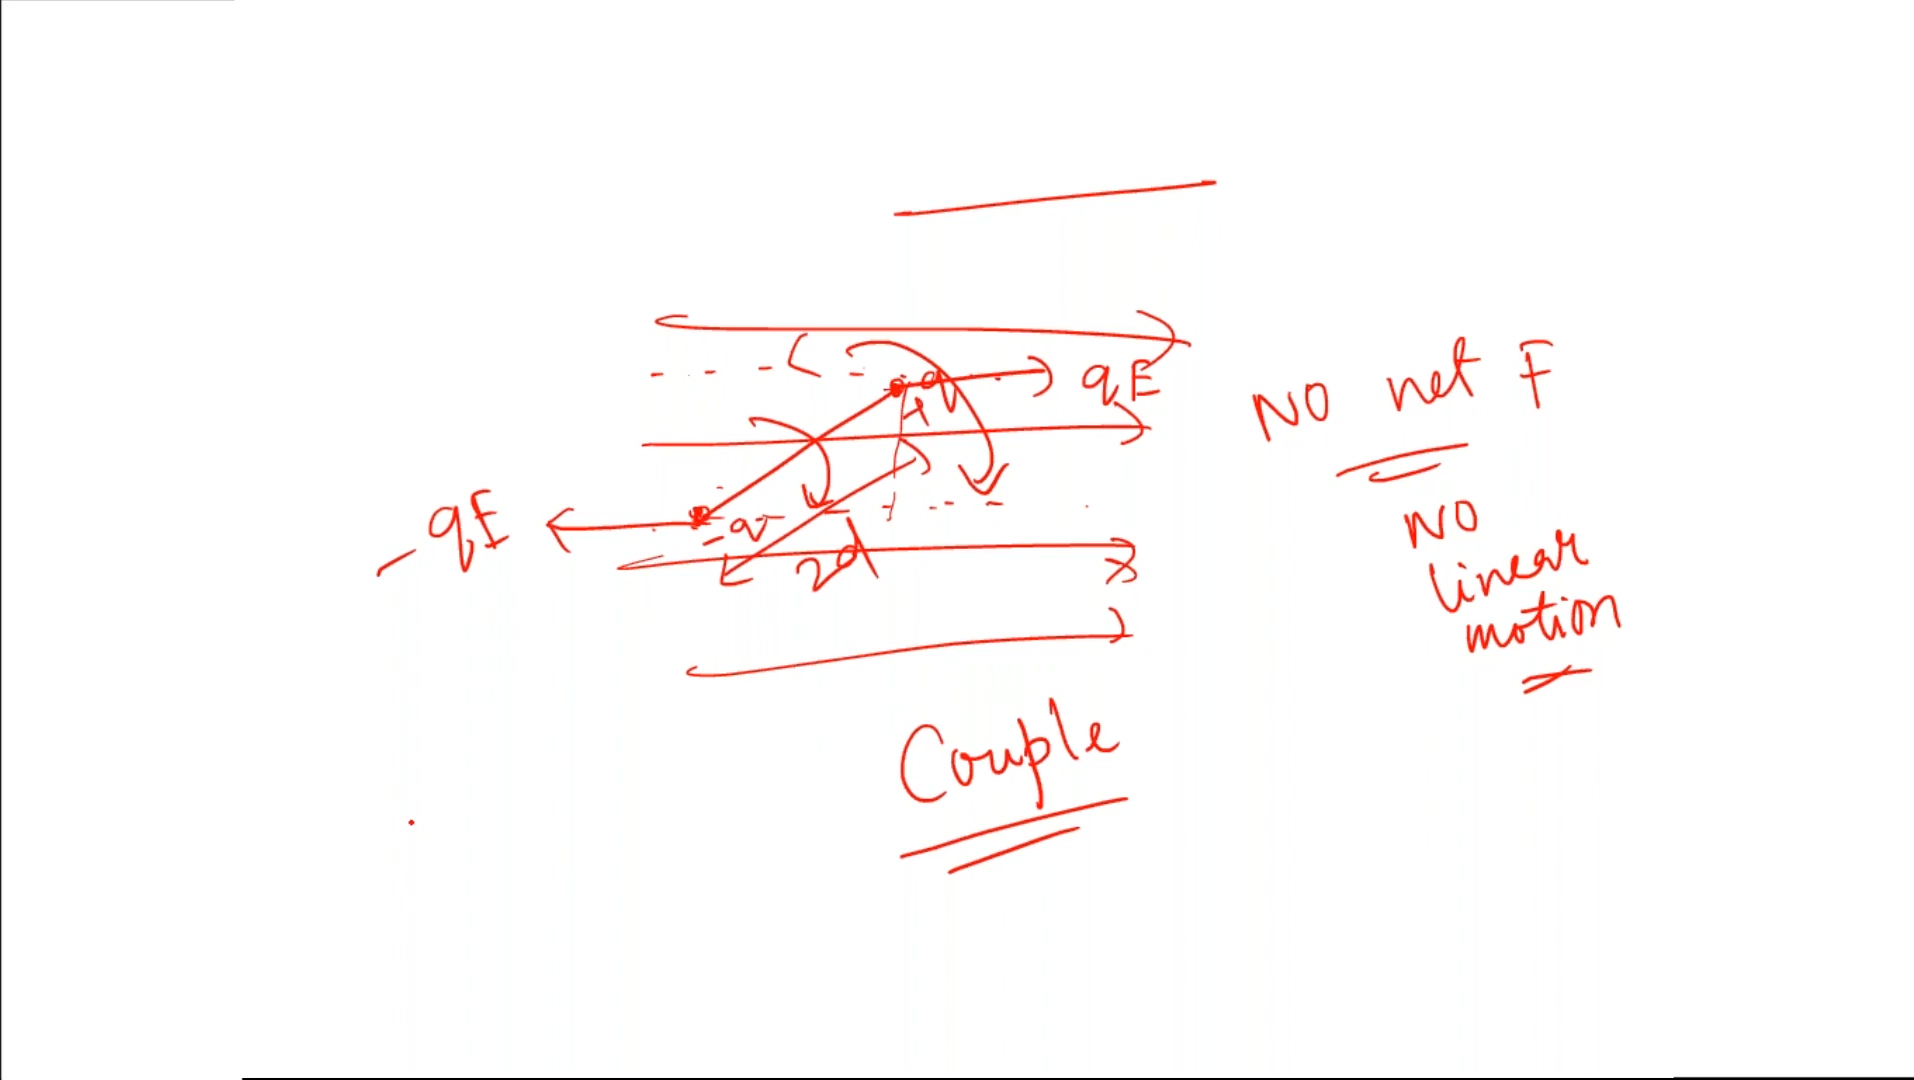 +q
qE
NO net F
-qE
-q
2d
NO
linear
motion
Couple